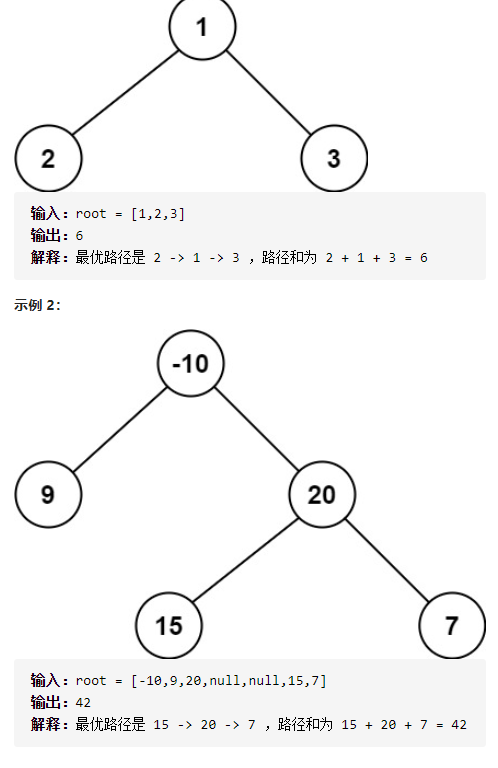 1
2 3
输入：root = [1,2,3]
输出：6
解释：最优路径是 2 -> 1 -> 3 ，路径和为 2 + 1 + 3 = 6
示例 2：
-10
9 20
15 7
输入：root = [-10,9,20,null,null,15,7]
输出：42
解释：最优路径是 15 -> 20 -> 7 ，路径和为 15 + 20 + 7 = 42